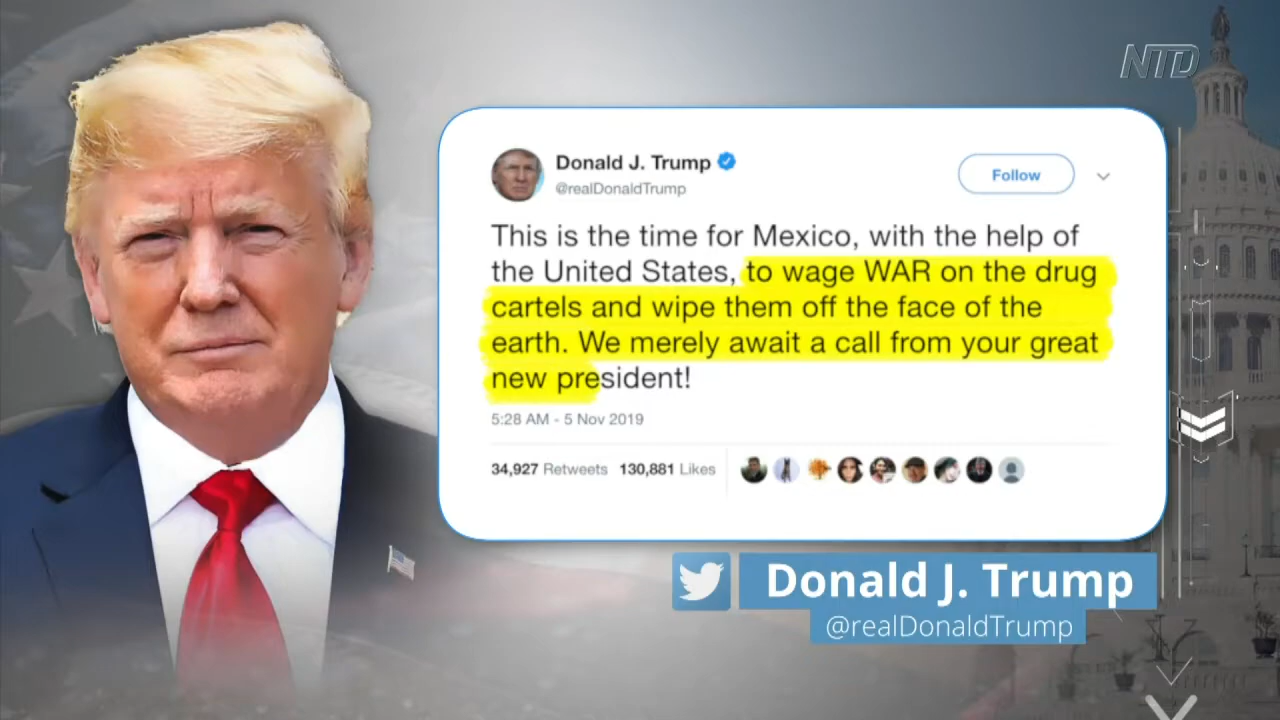 NTD
Donald J. Trump
@realDonaldTrump
Follow
This is the time for Mexico, with the help of
the United States, to wage WAR on the drug
cartels and wipe them off the face of the
earth. We merely await a call from your great
new president!
5:28 AM - 5 Nov 2019
34,927 Retweets 130,881 Likes
Donald J. Trump
@realDonaldTrump